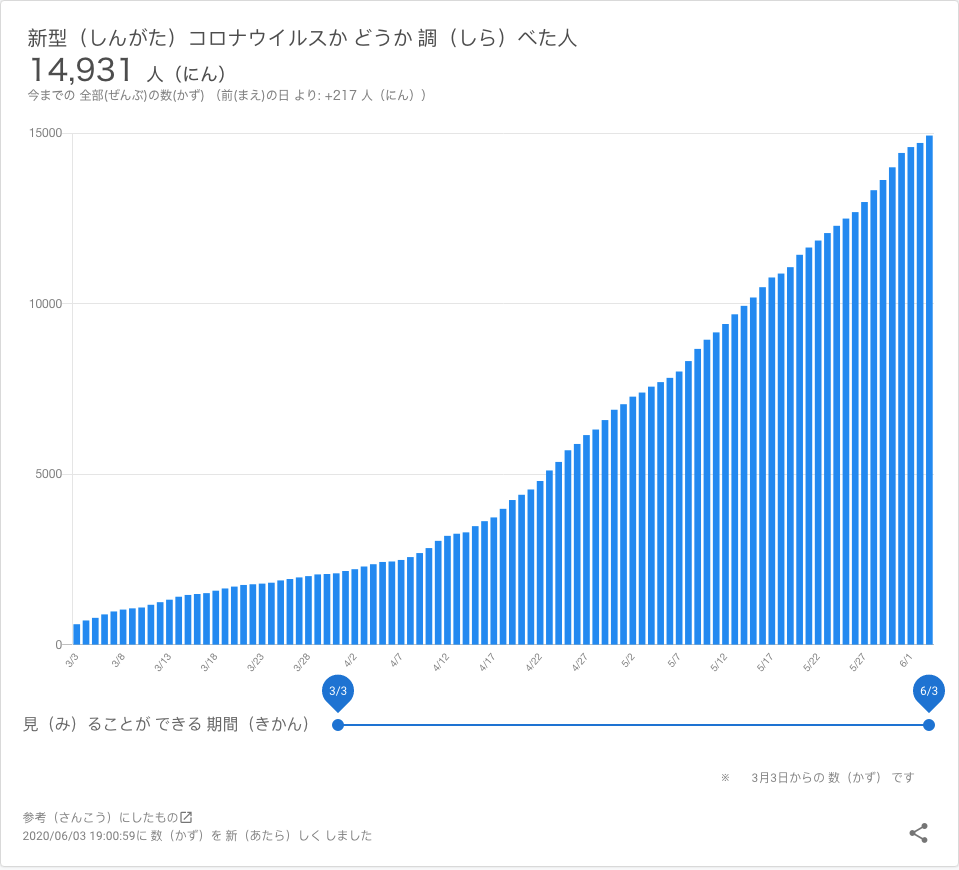 新型（しんがた）コロナウイルスか どうか 調（しら）べた人
14,931 人（にん）
今までの 全部(ぜんぶ)の数(かず) （前(まえ)の日 より: +217 人（にん））
15000
10000
5000
0
3/3 3/8 3/13 3/18 3/23 3/28 4/2 4/7 4/12 4/17 4/22 4/27 5/2 5/7 5/12 5/17 5/22 5/27 6/1
3/3 6/3
見（み）ることが できる 期間（きかん）
※ 3月3日からの 数（かず） です
参考（さんこう）にしたもの
2020/06/03 19:00:59に 数（かず）を 新（あたら）しく しました